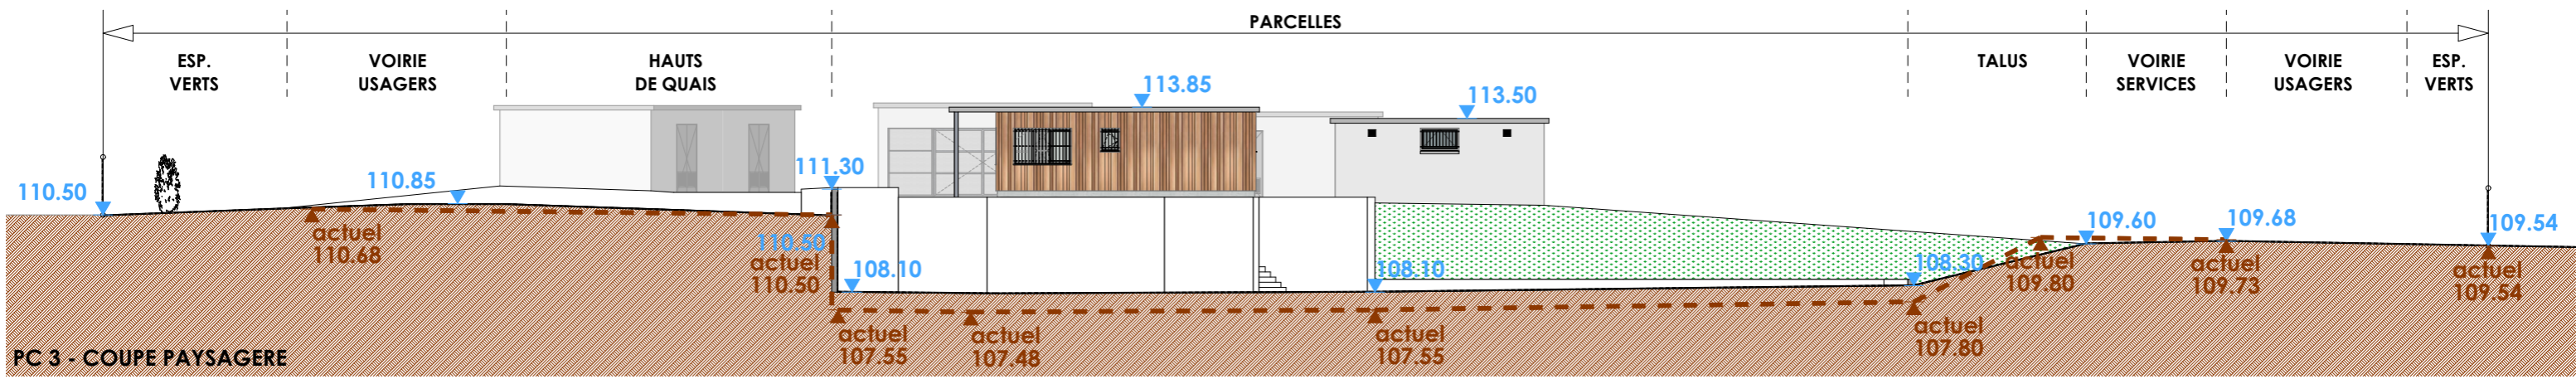 PARCELLES
ESP.
VERTS
VOIRIE
USAGERS
HAUTS
DE QUAIS
TALUS
VOIRIE
SERVICES
VOIRIE
USAGERS
ESP.
VERTS
113.85
113.50
111.30
110.50
110.85
109.60
109.68
109.54
actuel
110.68
110.50
actuel
110.50
108.10
108.10
108.30
actuel
109.80
actuel
109.73
actuel
109.54
actuel
107.55
actuel
107.48
actuel
107.55
actuel
107.80
PC 3 - COUPE PAYSAGERE